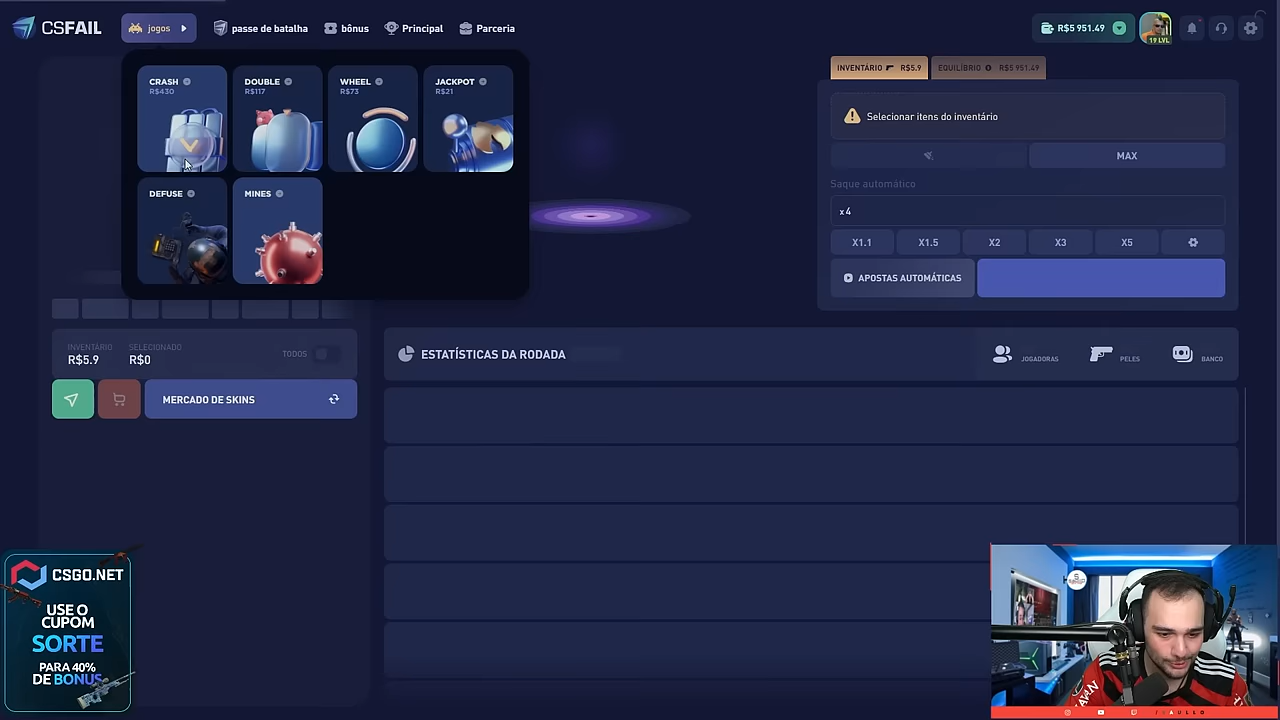 CSFAIL
jogos
passe de batalha
bônus
Principal
Parceria
R$5 951.49
19 LVL
CRASH
R$430
DOUBLE
R$117
WHEEL
R$73
JACKPOT
R$21
DEFUSE
MINES
INVENTÁRIO R$5.9
EQUILÍBRIO R$5 951.49
Selecionar itens do inventário
MAX
Saque automático
x4
X1.1
X1.5
X2
X3
X5
APOSTAS AUTOMÁTICAS
INVENTÁRIO
R$5.9
SELECIONADO
R$0
TODOS
MERCADO DE SKINS
ESTATÍSTICAS DA RODADA
JOGADORAS
PELES
BANCO
CSGO.NET
USE O
CUPOM
SORTE
PARA 40%
DE BONUS